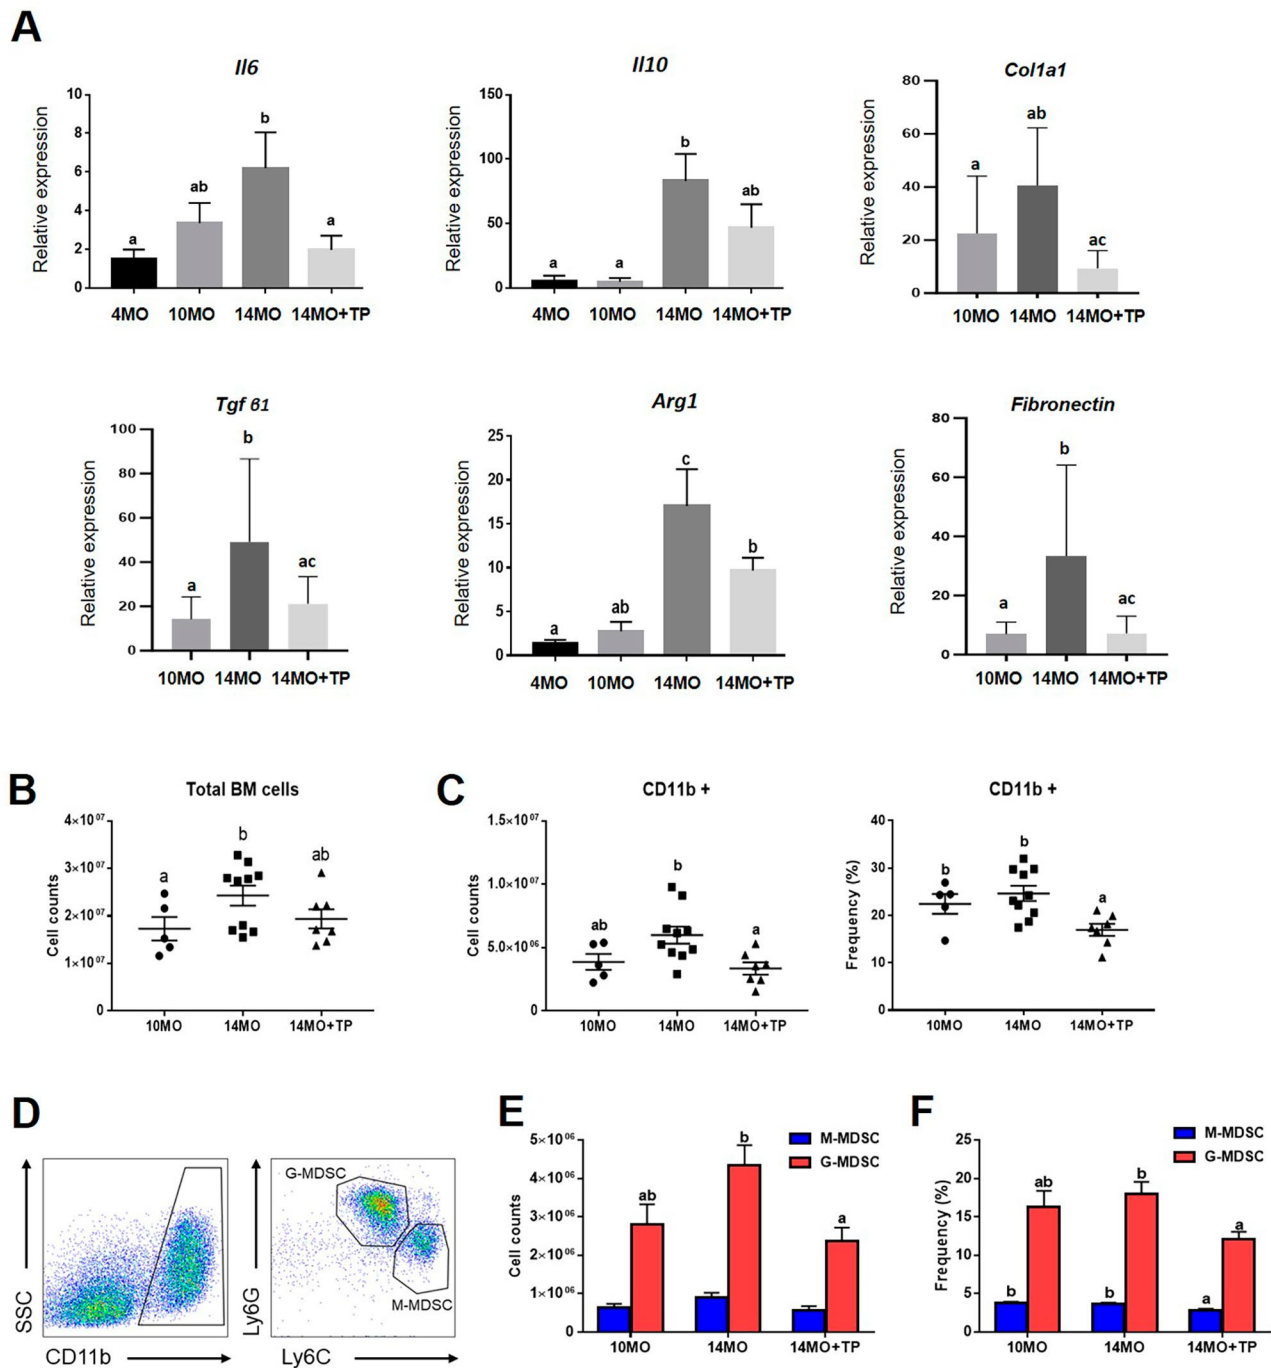 A
Il6
Relative expression
10
8
6
4
2
0
a
ab
b
a
4MO 10MO 14MO 14MO+TP
Il10
Relative expression
150
100
50
0
a
a
b
ab
4MO 10MO 14MO 14MO+TP
Col1a1
Relative expression
80
60
40
20
0
a
ab
ac
10MO 14MO 14MO+TP
Tgf β1
Relative expression
100
80
60
40
20
0
a
b
ac
10MO 14MO 14MO+TP
Arg1
Relative expression
25
20
15
10
5
0
a
ab
c
b
4MO 10MO 14MO 14MO+TP
Fibronectin
Relative expression
80
60
40
20
0
a
b
ac
10MO 14MO 14MO+TP
B
Total BM cells
Cell counts
4×10 07
3×10 07
2×10 07
1×10 07
0
a
b
ab
10MO 14MO 14MO+TP
C
CD11b +
Cell counts
1.5×10 07
1.0×10 07
5.0×10 06
0
ab
b
a
10MO 14MO 14MO+TP
CD11b +
Frequency (%)
40
30
20
10
0
b
b
a
10MO 14MO 14MO+TP
D
SSC
CD11b
Ly6G
G-MDSC
M-MDSC
Ly6C
E
M-MDSC
G-MDSC
Cell counts
5×10 06
4×10 06
3×10 06
2×10 06
1×10 06
0
ab
b
a
10MO 14MO 14MO+TP
F
M-MDSC
G-MDSC
Frequency (%)
25
20
15
10
5
0
b
ab
b
b
a
a
10MO 14MO 14MO+TP